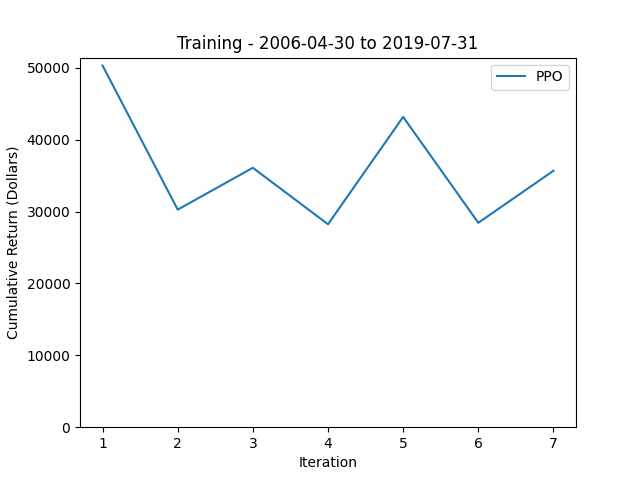 Training - 2006-04-30 to 2019-07-31
PPO
Cumulative Return (Dollars)
50000
40000
30000
20000
10000
0
1 2 3 4 5 6 7
Iteration